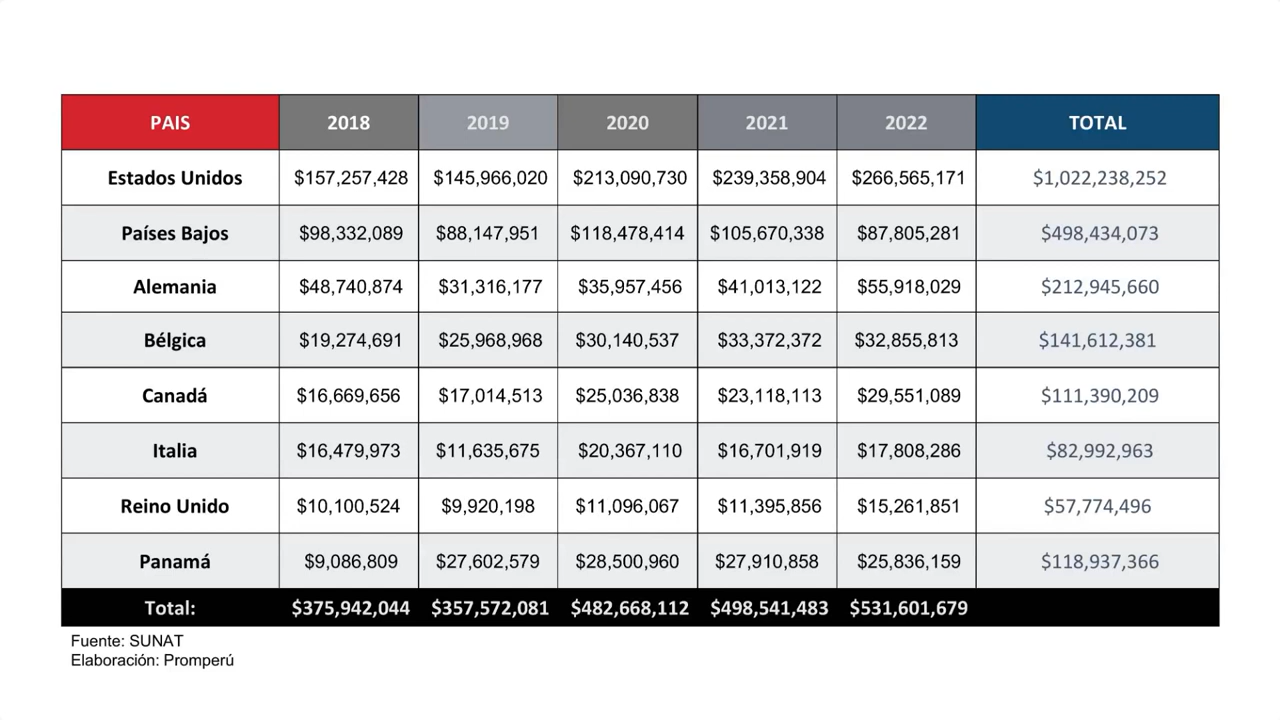 PAIS 2018 2019 2020 2021 2022 TOTAL
Estados Unidos $157,257,428 $145,966,020 $213,090,730 $239,358,904 $266,565,171 $1,022,238,252
Países Bajos $98,332,089 $88,147,951 $118,478,414 $105,670,338 $87,805,281 $498,434,073
Alemania $48,740,874 $31,316,177 $35,957,456 $41,013,122 $55,918,029 $212,945,660
Bélgica $19,274,691 $25,968,968 $30,140,537 $33,372,372 $32,855,813 $141,612,381
Canadá $16,669,656 $17,014,513 $25,036,838 $23,118,113 $29,551,089 $111,390,209
Italia $16,479,973 $11,635,675 $20,367,110 $16,701,919 $17,808,286 $82,992,963
Reino Unido $10,100,524 $9,920,198 $11,096,067 $11,395,856 $15,261,851 $57,774,496
Panamá $9,086,809 $27,602,579 $28,500,960 $27,910,858 $25,836,159 $118,937,366
Total: $375,942,044 $357,572,081 $482,668,112 $498,541,483 $531,601,679
Fuente: SUNAT
Elaboración: Promperú